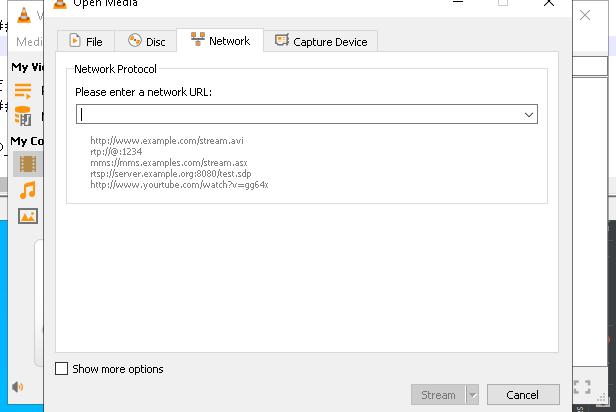 Open Media
Medi
File
Disc
Network
Capture Device
My Vi
My Co
Network Protocol
Please enter a network URL:
http://www.example.com/stream.avi
rtp://@:1234
mms://mms.examples.com/stream.asx
rtsp://server.example.org:8080/test.sdp
http://www.yourtube.com/watch?v=gg64x
Show more options
Stream
Cancel